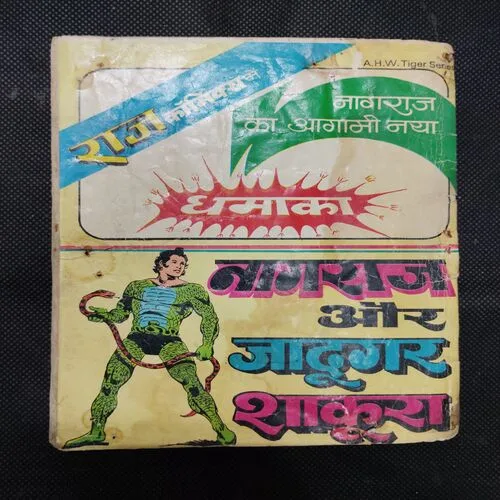 A.H.W. Tiger Series
राज कॉमिक्स में
नागराज
का आगामी नया
धमाका
नागराज
और
जादूगर
शाकूरा